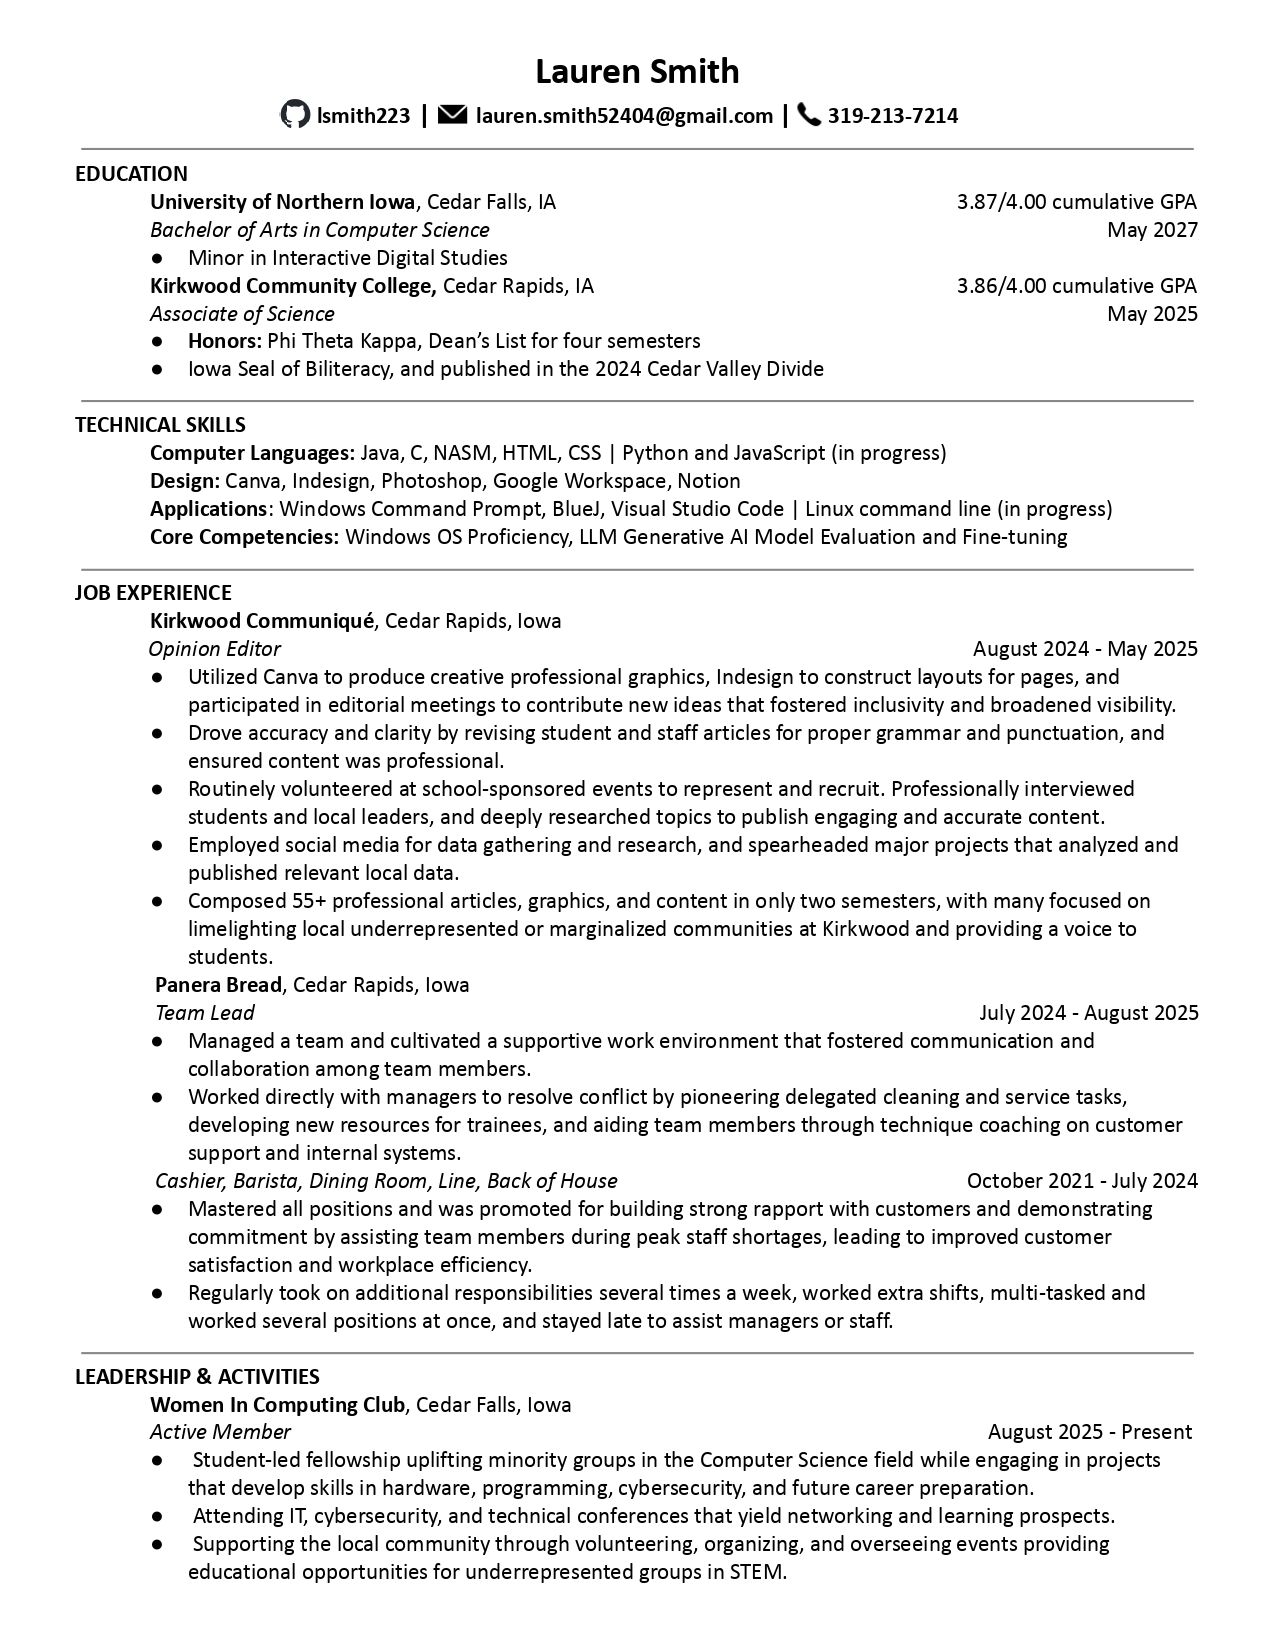 Lauren Smith
lsmith223 | lauren.smith52404@gmail.com | 319-213-7214
EDUCATION
University of Northern Iowa, Cedar Falls, IA 3.87/4.00 cumulative GPA
Bachelor of Arts in Computer Science May 2027
● Minor in Interactive Digital Studies
Kirkwood Community College, Cedar Rapids, IA 3.86/4.00 cumulative GPA
Associate of Science May 2025
● Honors: Phi Theta Kappa, Dean’s List for four semesters
● Iowa Seal of Biliteracy, and published in the 2024 Cedar Valley Divide
TECHNICAL SKILLS
Computer Languages: Java, C, NASM, HTML, CSS | Python and JavaScript (in progress)
Design: Canva, Indesign, Photoshop, Google Workspace, Notion
Applications: Windows Command Prompt, BlueJ, Visual Studio Code | Linux command line (in progress)
Core Competencies: Windows OS Proficiency, LLM Generative AI Model Evaluation and Fine-tuning
JOB EXPERIENCE
Kirkwood Communiqué, Cedar Rapids, Iowa
Opinion Editor August 2024 - May 2025
● Utilized Canva to produce creative professional graphics, Indesign to construct layouts for pages, and
participated in editorial meetings to contribute new ideas that fostered inclusivity and broadened visibility.
● Drove accuracy and clarity by revising student and staff articles for proper grammar and punctuation, and
ensured content was professional.
● Routinely volunteered at school-sponsored events to represent and recruit. Professionally interviewed
students and local leaders, and deeply researched topics to publish engaging and accurate content.
● Employed social media for data gathering and research, and spearheaded major projects that analyzed and
published relevant local data.
● Composed 55+ professional articles, graphics, and content in only two semesters, with many focused on
limelighting local underrepresented or marginalized communities at Kirkwood and providing a voice to
students.
Panera Bread, Cedar Rapids, Iowa
Team Lead July 2024 - August 2025
● Managed a team and cultivated a supportive work environment that fostered communication and
collaboration among team members.
● Worked directly with managers to resolve conflict by pioneering delegated cleaning and service tasks,
developing new resources for trainees, and aiding team members through technique coaching on customer
support and internal systems.
Cashier, Barista, Dining Room, Line, Back of House October 2021 - July 2024
● Mastered all positions and was promoted for building strong rapport with customers and demonstrating
commitment by assisting team members during peak staff shortages, leading to improved customer
satisfaction and workplace efficiency.
● Regularly took on additional responsibilities several times a week, worked extra shifts, multi-tasked and
worked several positions at once, and stayed late to assist managers or staff.
LEADERSHIP & ACTIVITIES
Women In Computing Club, Cedar Falls, Iowa
Active Member August 2025 - Present
● Student-led fellowship uplifting minority groups in the Computer Science field while engaging in projects
that develop skills in hardware, programming, cybersecurity, and future career preparation.
● Attending IT, cybersecurity, and technical conferences that yield networking and learning prospects.
● Supporting the local community through volunteering, organizing, and overseeing events providing
educational opportunities for underrepresented groups in STEM.